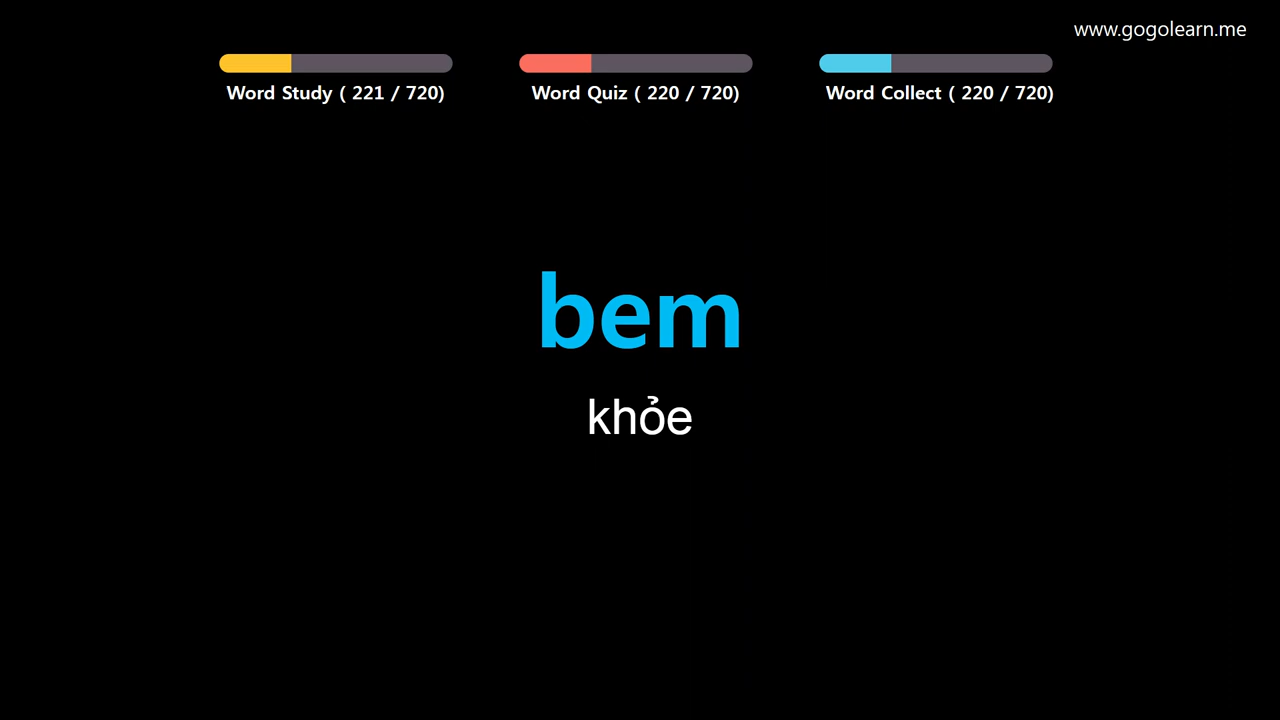 www.gogolearn.me
Word Study ( 221 / 720)
Word Quiz ( 220 / 720)
Word Collect ( 220 / 720)
bem
khỏe